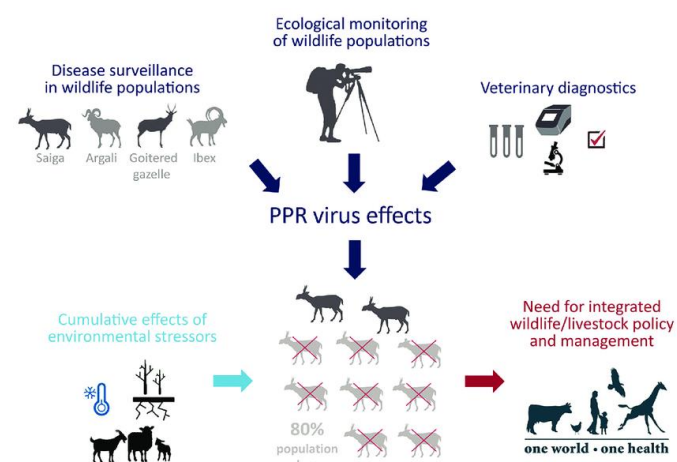 Ecological monitoring
of wildlife populations
Disease surveillance
in wildlife populations
Saiga Argali Goitered Ibex
gazelle
Veterinary diagnostics
PPR virus effects
Cumulative effects of
environmental stressors
80%
population
Need for integrated
wildlife/livestock policy
and management
one world • one health